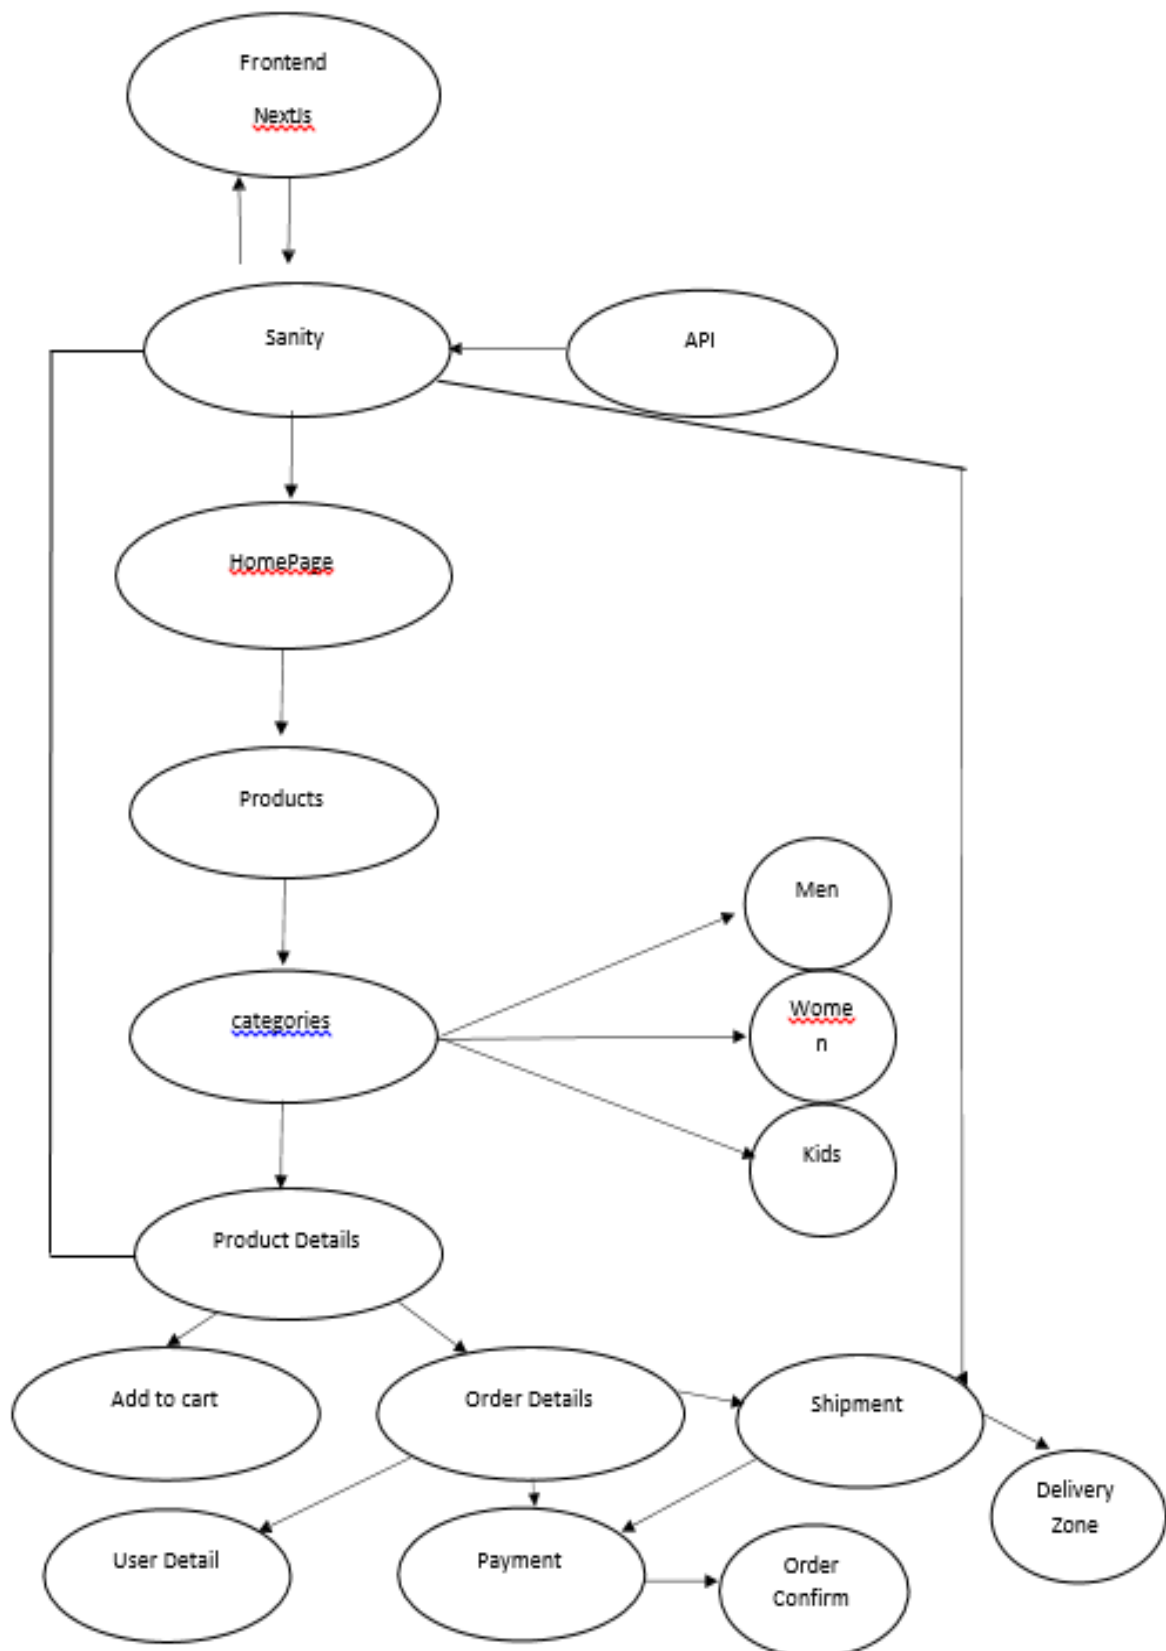 Frontend
NextJs
Sanity
API
HomePage
Products
Men
categories
Wome
n
Kids
Product Details
Add to cart
Order Details
Shipment
Delivery
Zone
User Detail
Payment
Order
Confirm